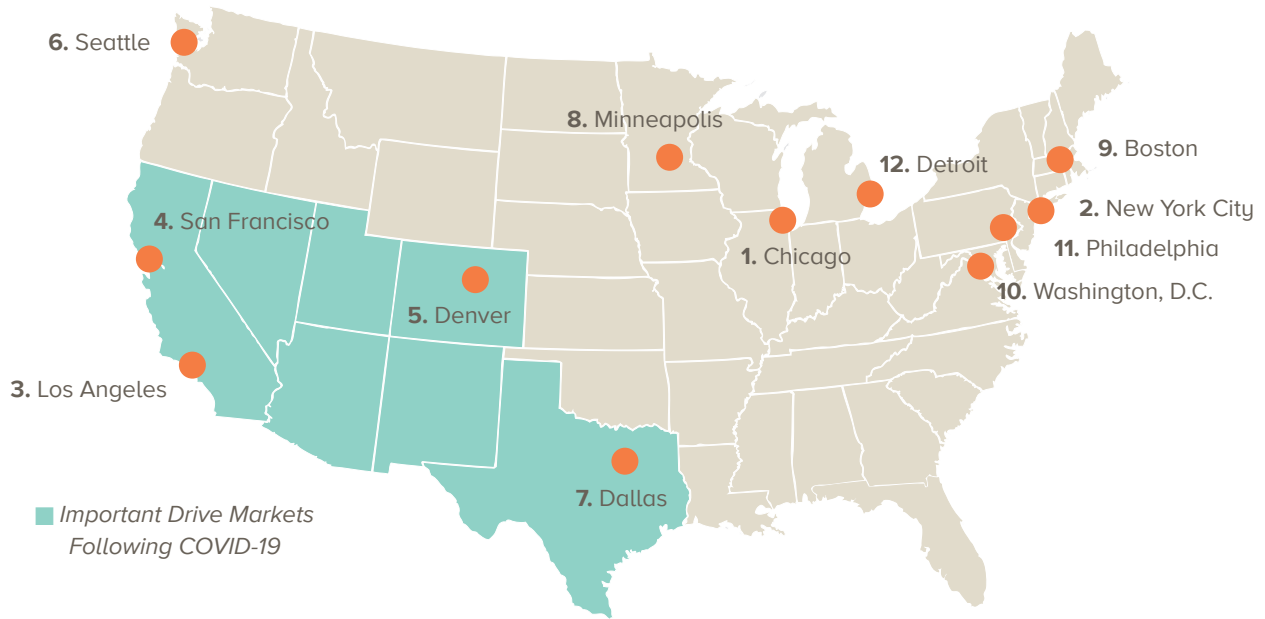 6. Seattle
8. Minneapolis
12. Detroit
9. Boston
4. San Francisco
2. New York City
1. Chicago
11. Philadelphia
10. Washington, D.C.
5. Denver
3. Los Angeles
7. Dallas
Important Drive Markets
Following COVID-19